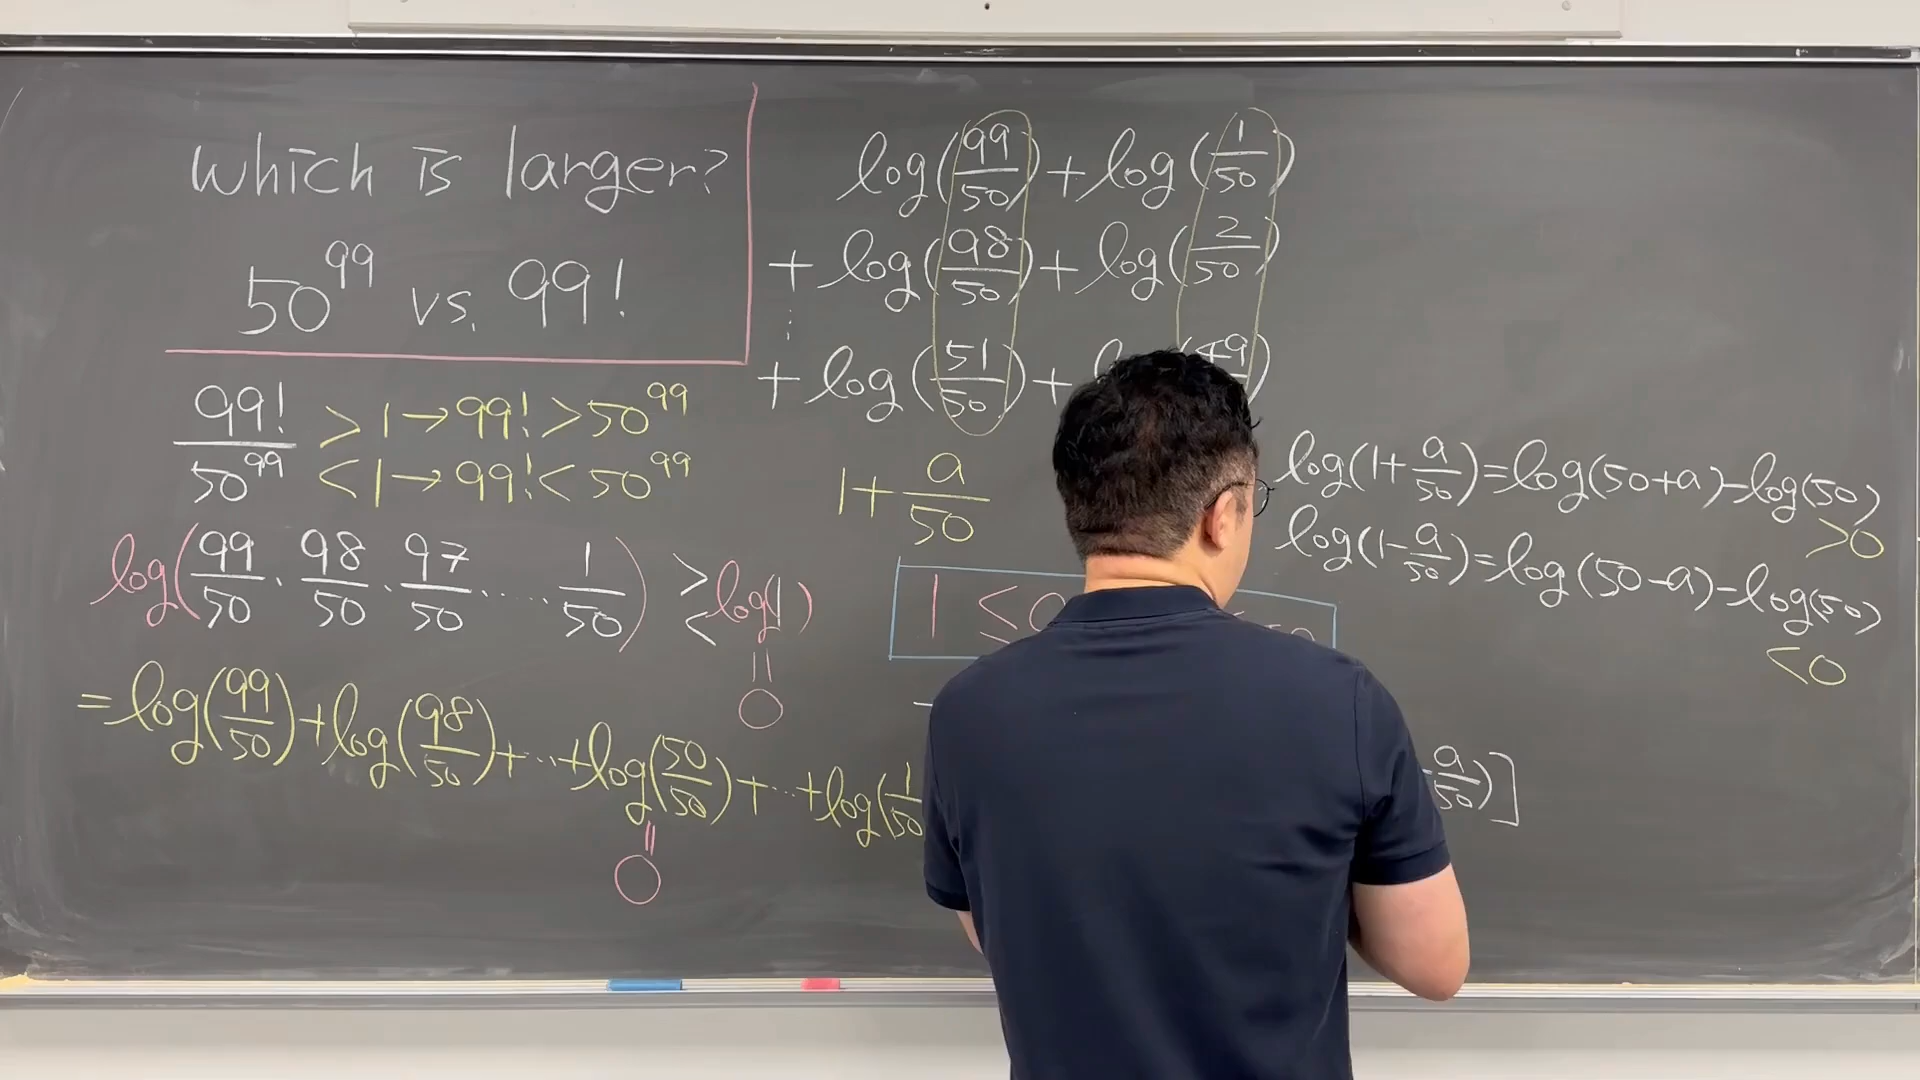 Which is larger?
50^99 vs. 99!
99!/50^99 > 1 → 99! > 50^99
< 1 → 99! < 50^99
log(99/50 · 98/50 · 97/50 · ... · 1/50) >< log(1)
= 0
= log(99/50) + log(98/50) + ... + log(50/50) + ... + log(1/50
= 0
log(99/50) + log(1/50)
+ log(98/50) + log(2/50)
⋮
+ log(51/50) + 49
1 + a/50
1 ≤ a
log(1 + a/50) = log(50+a) - log(50)
> 0
log(1 - a/50) = log(50-a) - log(50)
< 0
a/50)]